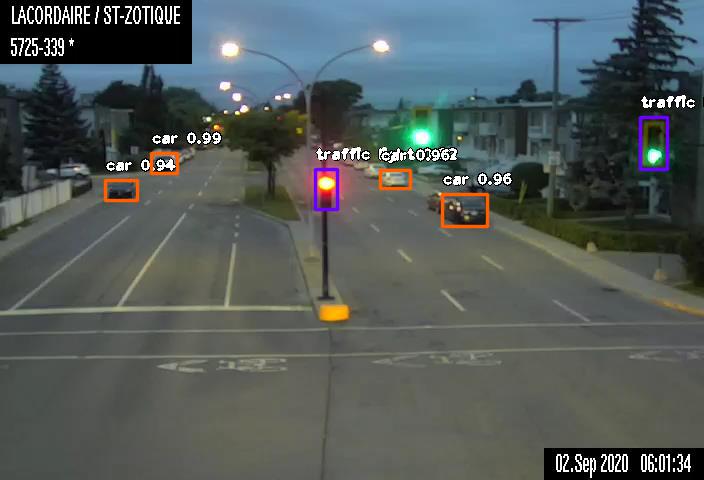 LACORDAIRE / ST-ZOTIQUE
5725-339 *
traffic
car 0.99
car 0.94
traffic
car 0.96
02.Sep 2020 06:01:34